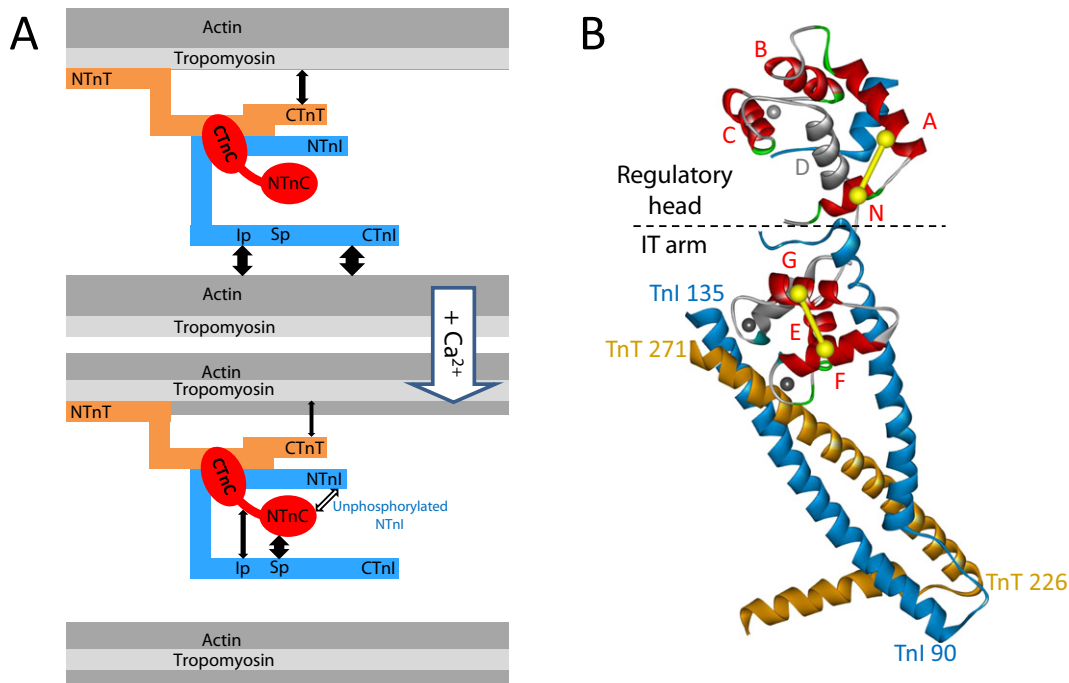 A
Actin
Tropomyosin
NTnT
CTnT
CTnC
NTnI
NTnC
Ip Sp CTnI
Actin
Tropomyosin
+ Ca2+
Actin
Tropomyosin
NTnT
CTnT
CTnC
NTnI
NTnC
Unphosphorylated
NTnI
Ip Sp CTnI
Actin
Tropomyosin
B
B
A
C
D
Regulatory
head
N
IT arm
G
TnI 135
E
TnT 271
F
TnT 226
TnI 90